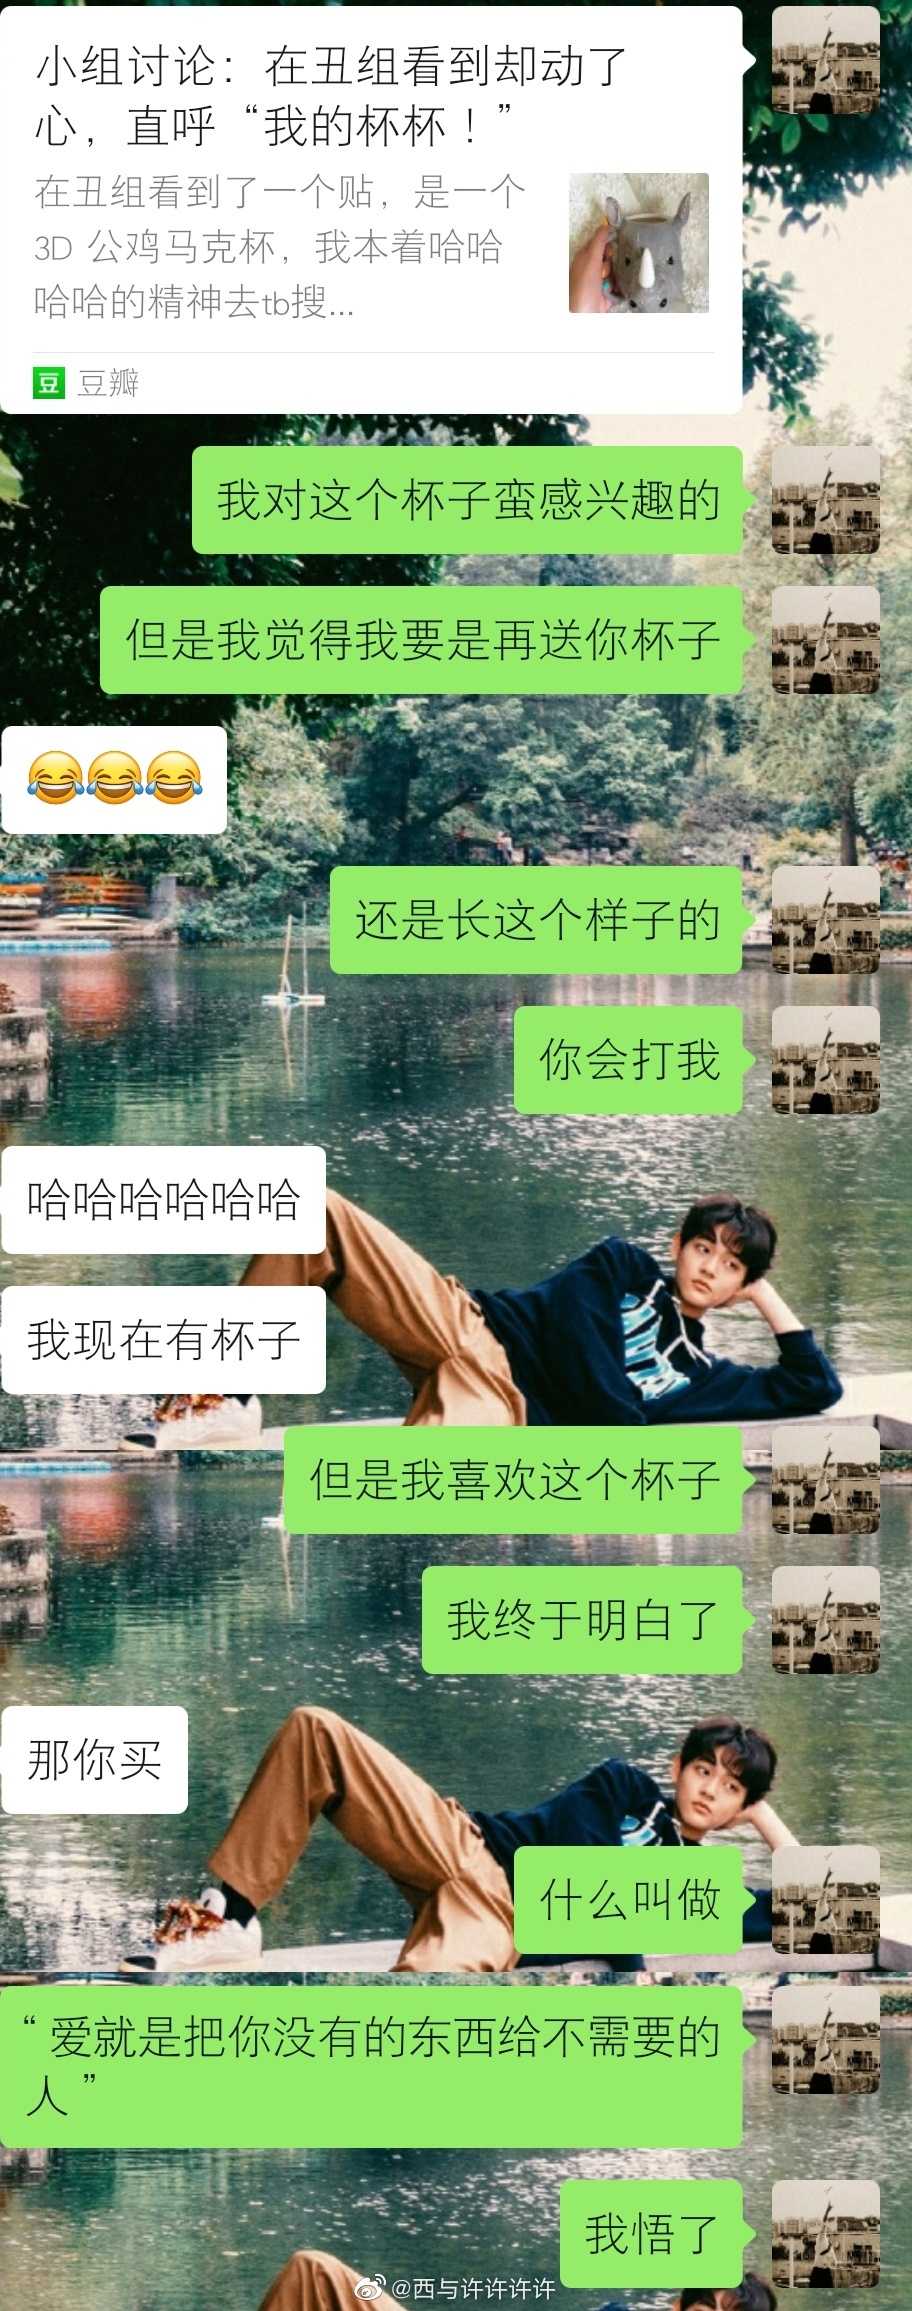 小组讨论：在丑组看到却动了
心，直呼“我的杯杯！”
在丑组看到了一个贴，是一个
3D 公鸡马克杯，我本着哈哈
哈哈的精神去tb搜...
豆 豆瓣
我对这个杯子蛮感兴趣的
但是我觉得我要是再送你杯子
😂😂😂
还是长这个样子的
你会打我
哈哈哈哈哈哈
我现在有杯子
但是我喜欢这个杯子
我终于明白了
那你买
什么叫做
“爱就是把你没有的东西给不需要的
人”
我悟了
@西与许许许许